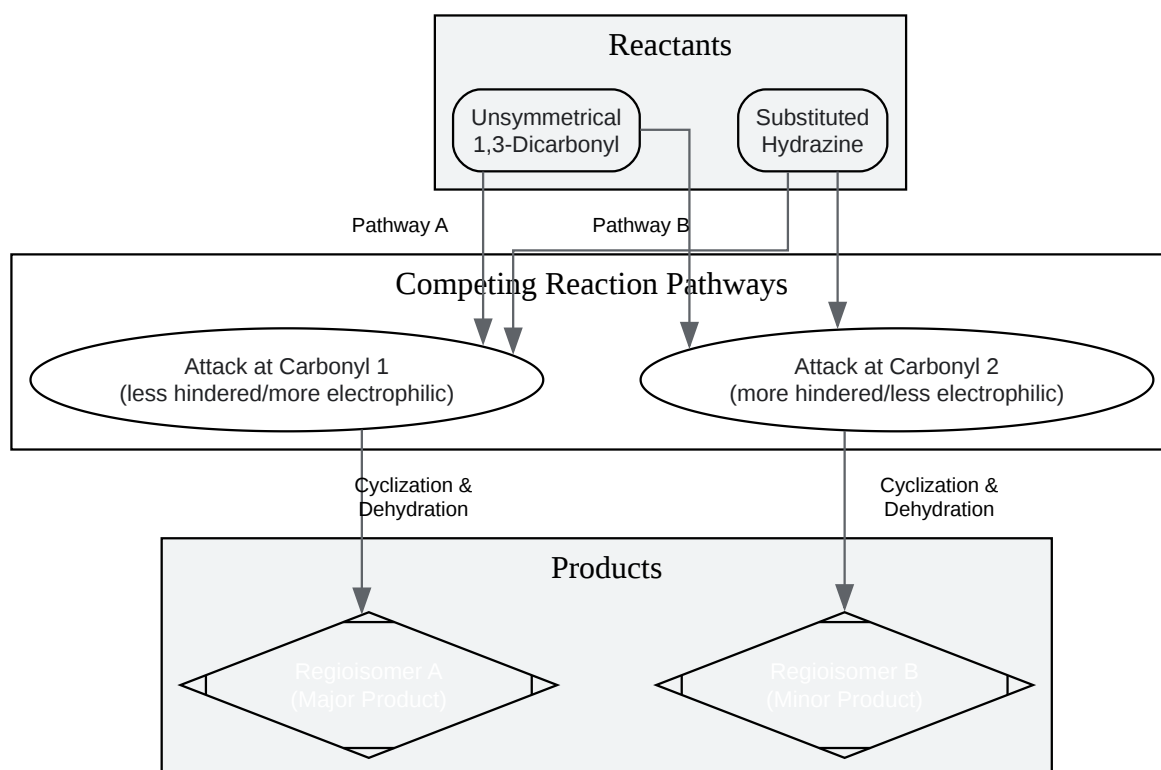 Reactants
Unsymmetrical
1,3-Dicarbonyl
Substituted
Hydrazine
Pathway A
Pathway B
Competing Reaction Pathways
Attack at Carbonyl 1
(less hindered/more electrophilic)
Attack at Carbonyl 2
(more hindered/less electrophilic)
Cyclization &
Dehydration
Cyclization &
Dehydration
Products
Regioisomer A
(Major Product)
Regioisomer B
(Minor Product)